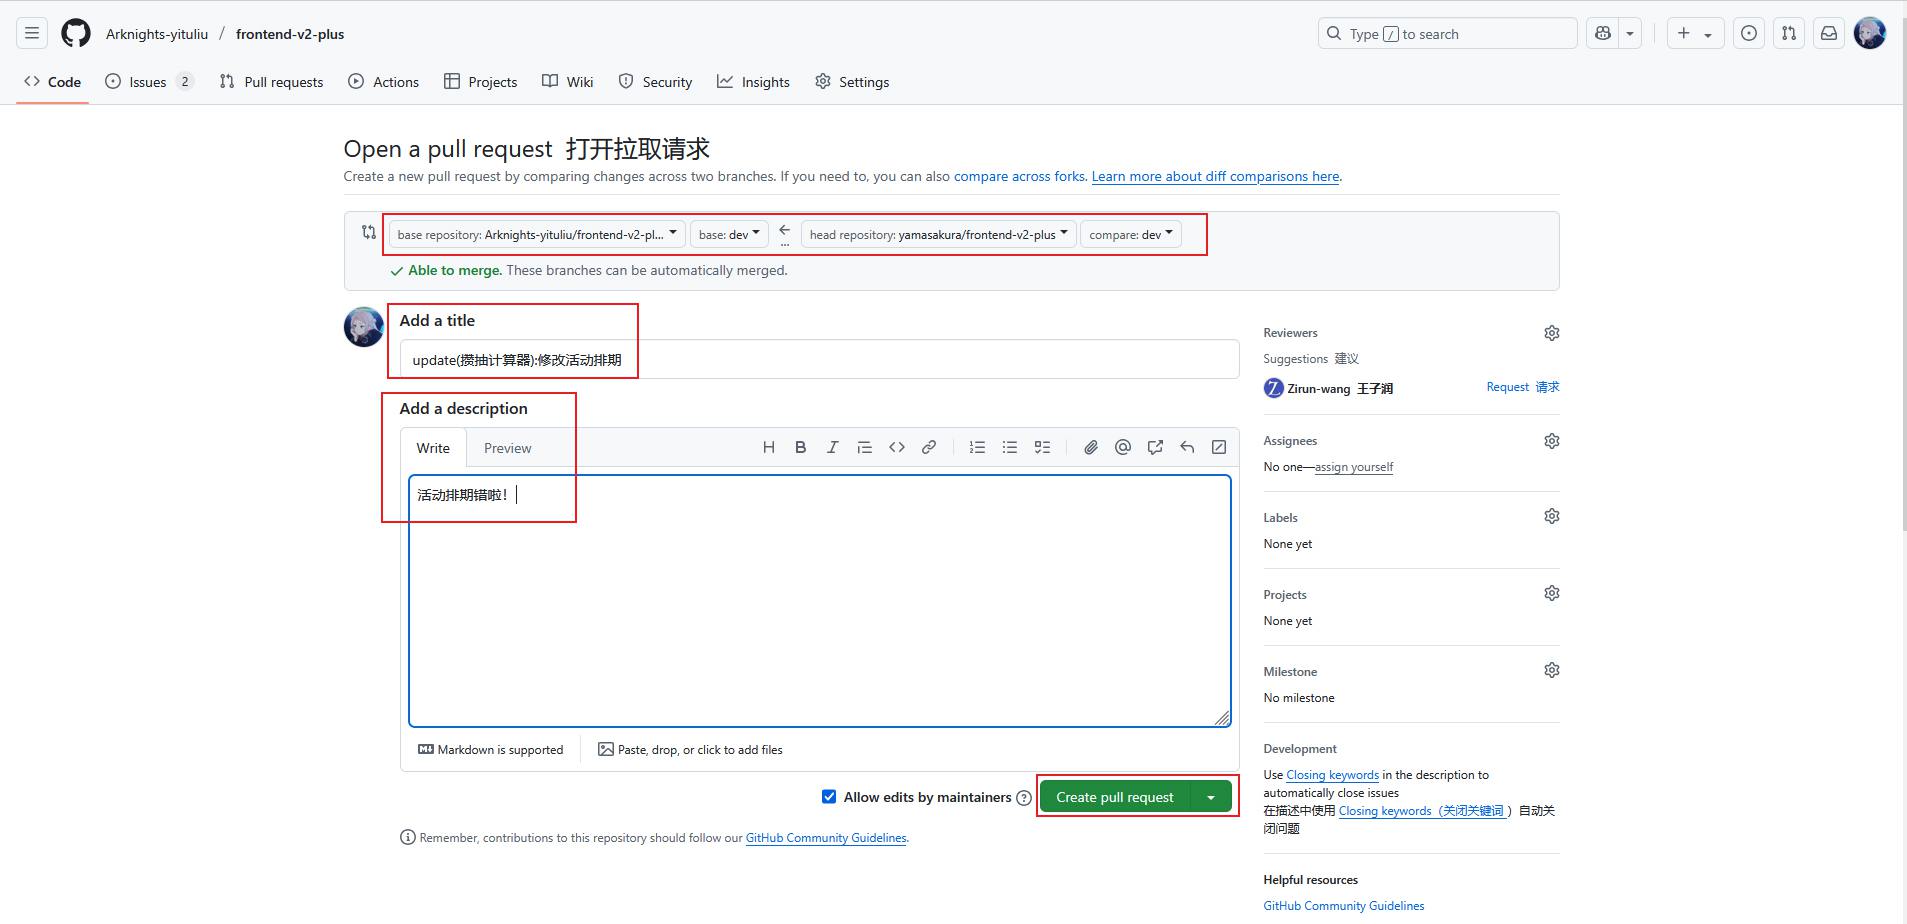 Arknights-yituliu / frontend-v2-plus
Type / to search
Code Issues 2 Pull requests Actions Projects Wiki Security Insights Settings
Open a pull request 打开拉取请求
Create a new pull request by comparing changes across two branches. If you need to, you can also compare across forks. Learn more about diff comparisons here.
base repository: Arknights-yituliu/frontend-v2-pl... base: dev ← ... head repository: yamasakura/frontend-v2-plus compare: dev
Able to merge. These branches can be automatically merged.
Add a title
update(攒抽计算器):修改活动排期
Add a description
Write Preview
活动排期错啦！
Markdown is supported
Paste, drop, or click to add files
Allow edits by maintainers
Create pull request
Remember, contributions to this repository should follow our GitHub Community Guidelines.
Reviewers
Suggestions 建议
Zirun-wang 王子润 Request 请求
Assignees
No one—assign yourself
Labels
None yet
Projects
None yet
Milestone
No milestone
Development
Use Closing keywords in the description to
automatically close issues
在描述中使用 Closing keywords（关闭关键词）自动关
闭问题
Helpful resources
GitHub Community Guidelines